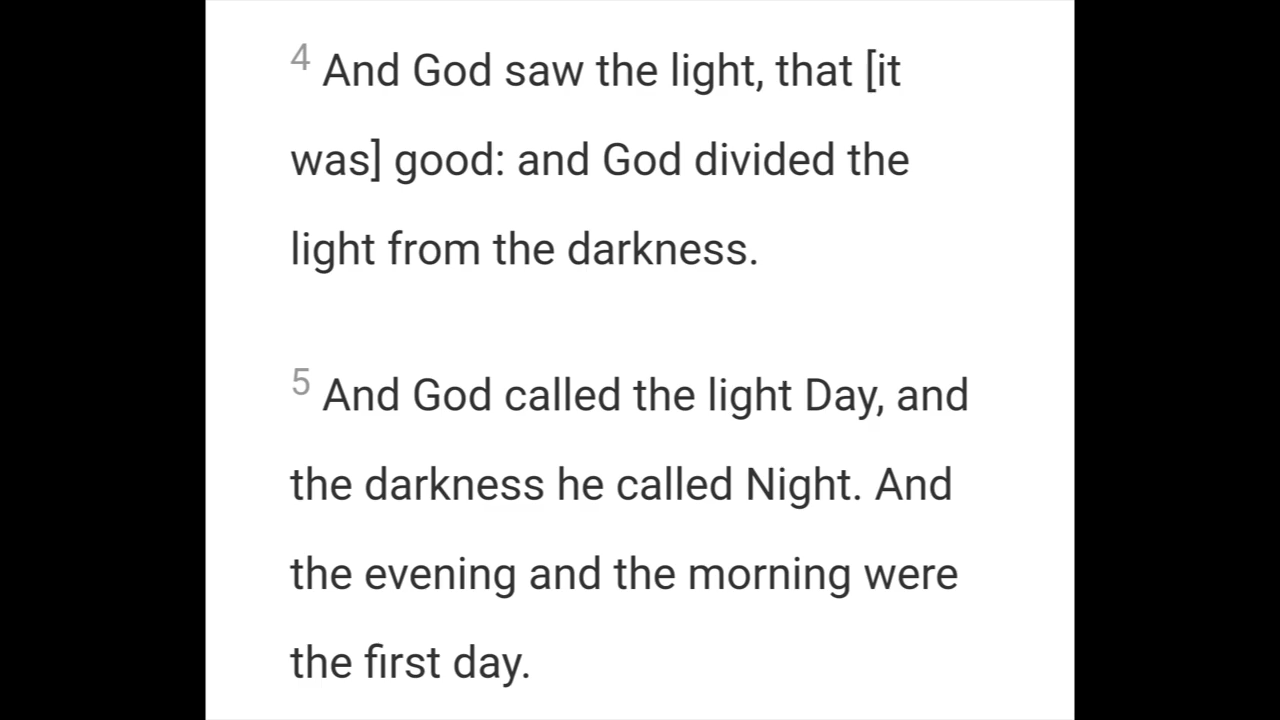 4 And God saw the light, that [it
was] good: and God divided the
light from the darkness.
5 And God called the light Day, and
the darkness he called Night. And
the evening and the morning were
the first day.